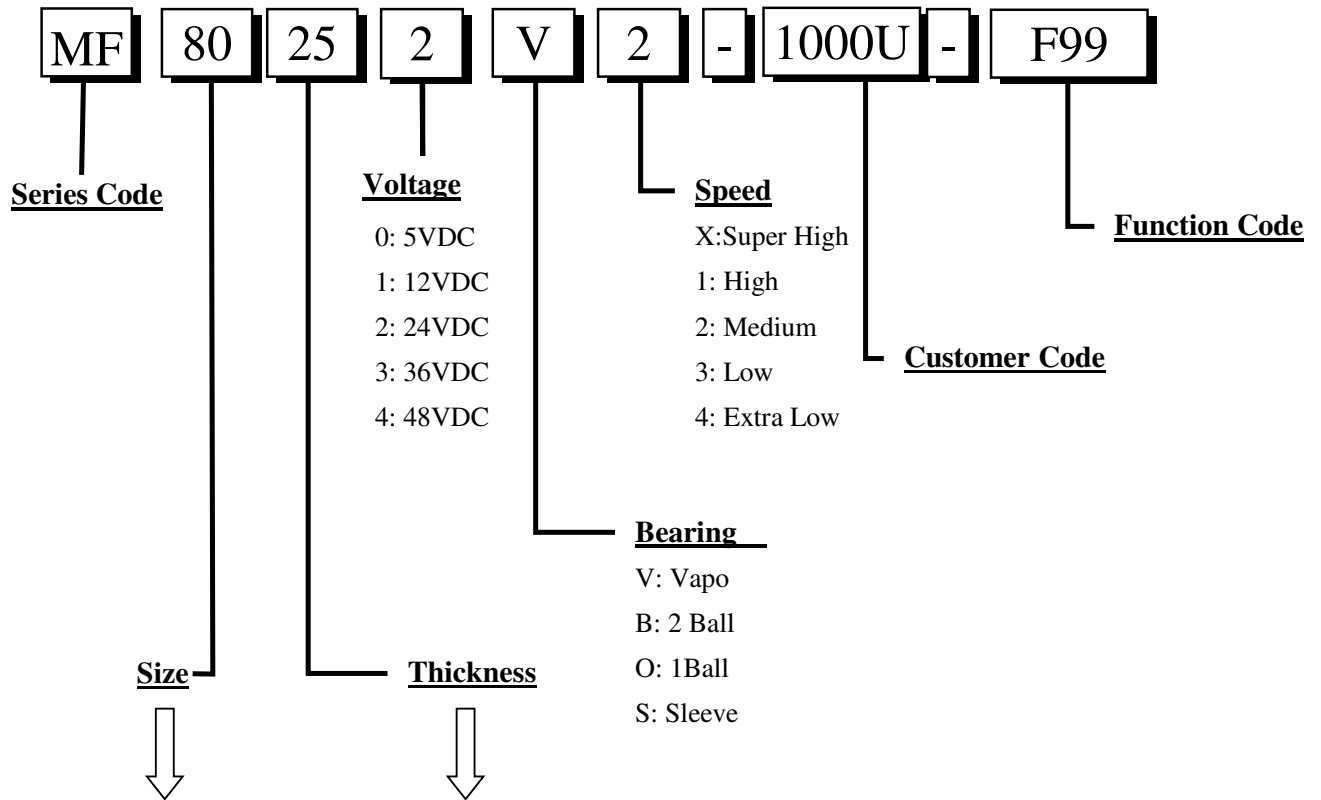 MF 80 25 2 V 2 - 1000U - F99
Series Code
Voltage
0: 5VDC
1: 12VDC
2: 24VDC
3: 36VDC
4: 48VDC
Speed
X:Super High
1: High
2: Medium
3: Low
4: Extra Low
Function Code
Customer Code
Bearing
V: Vapo
B: 2 Ball
O: 1Ball
S: Sleeve
Size
Thickness